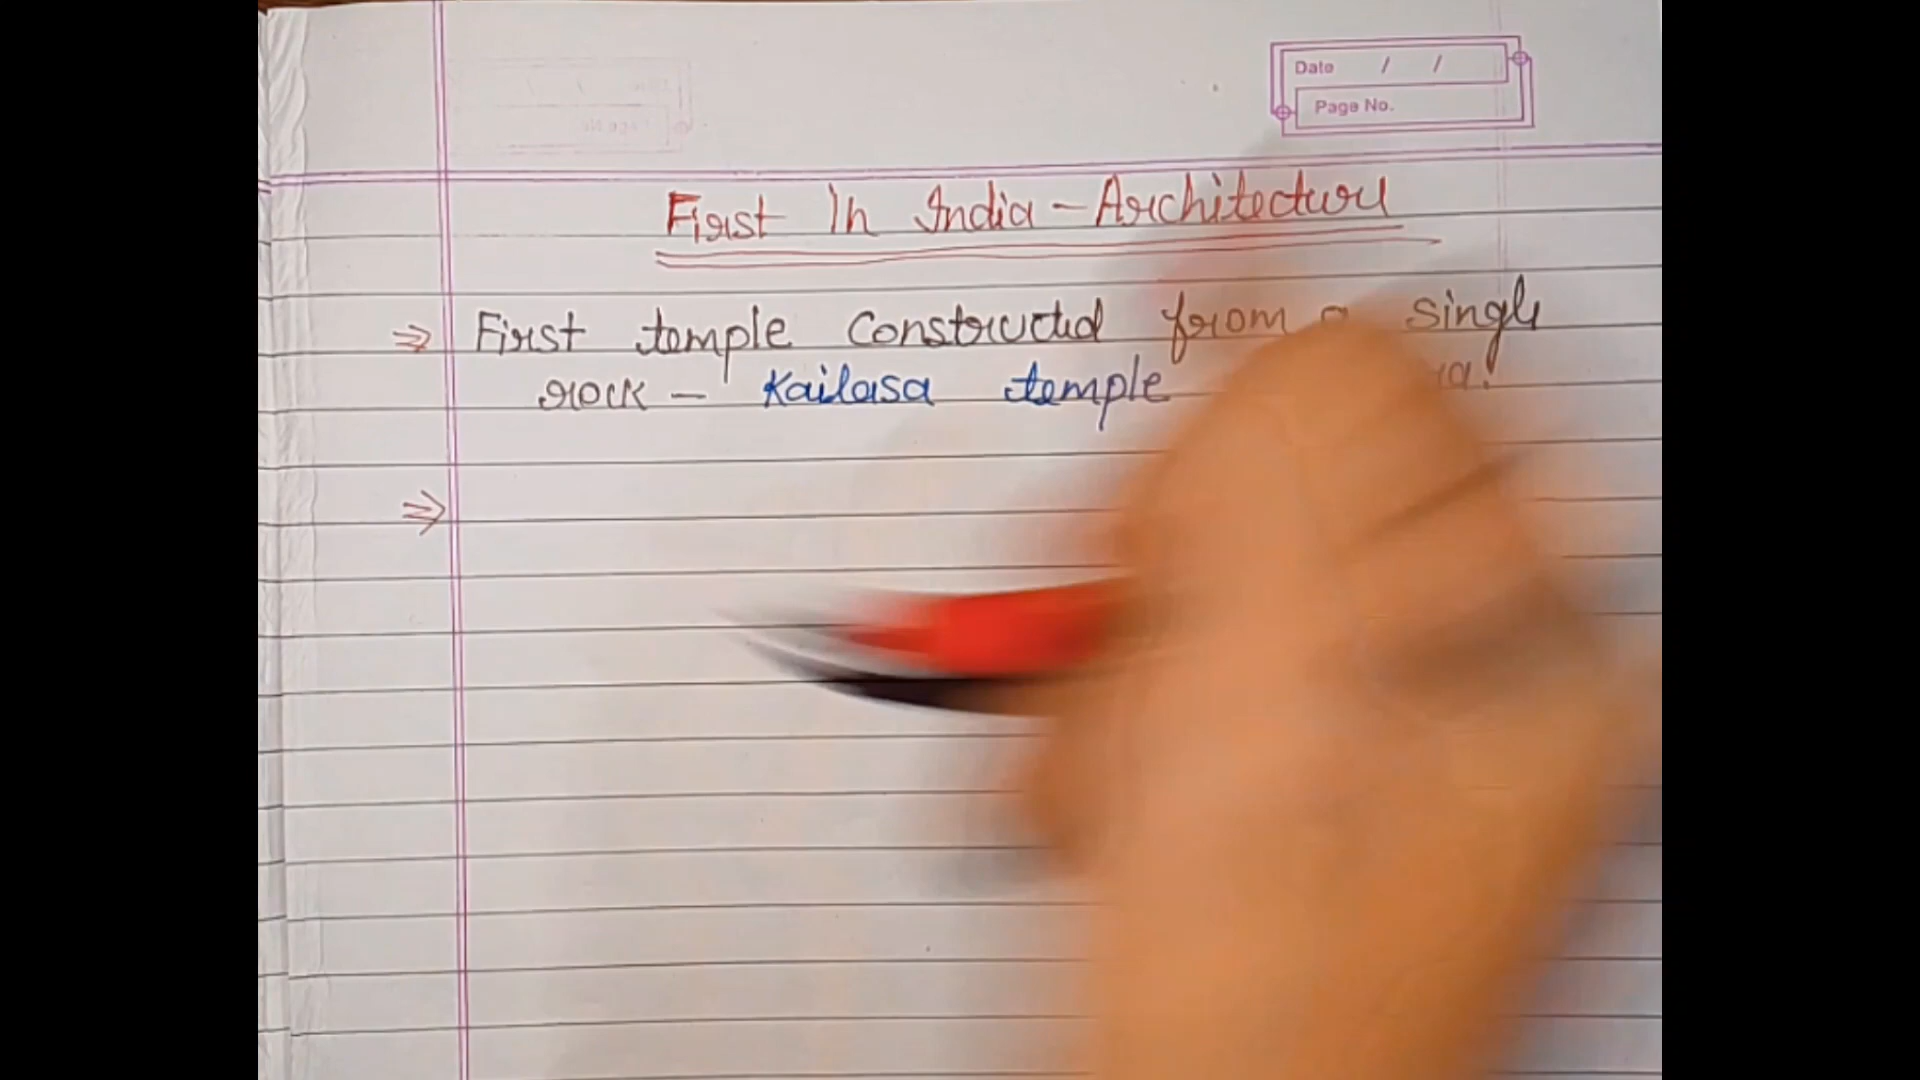 Date / /
Page No.
First In India - Architecture
⇒ First temple Constructed from a single
rock - Kailasa temple
⇒